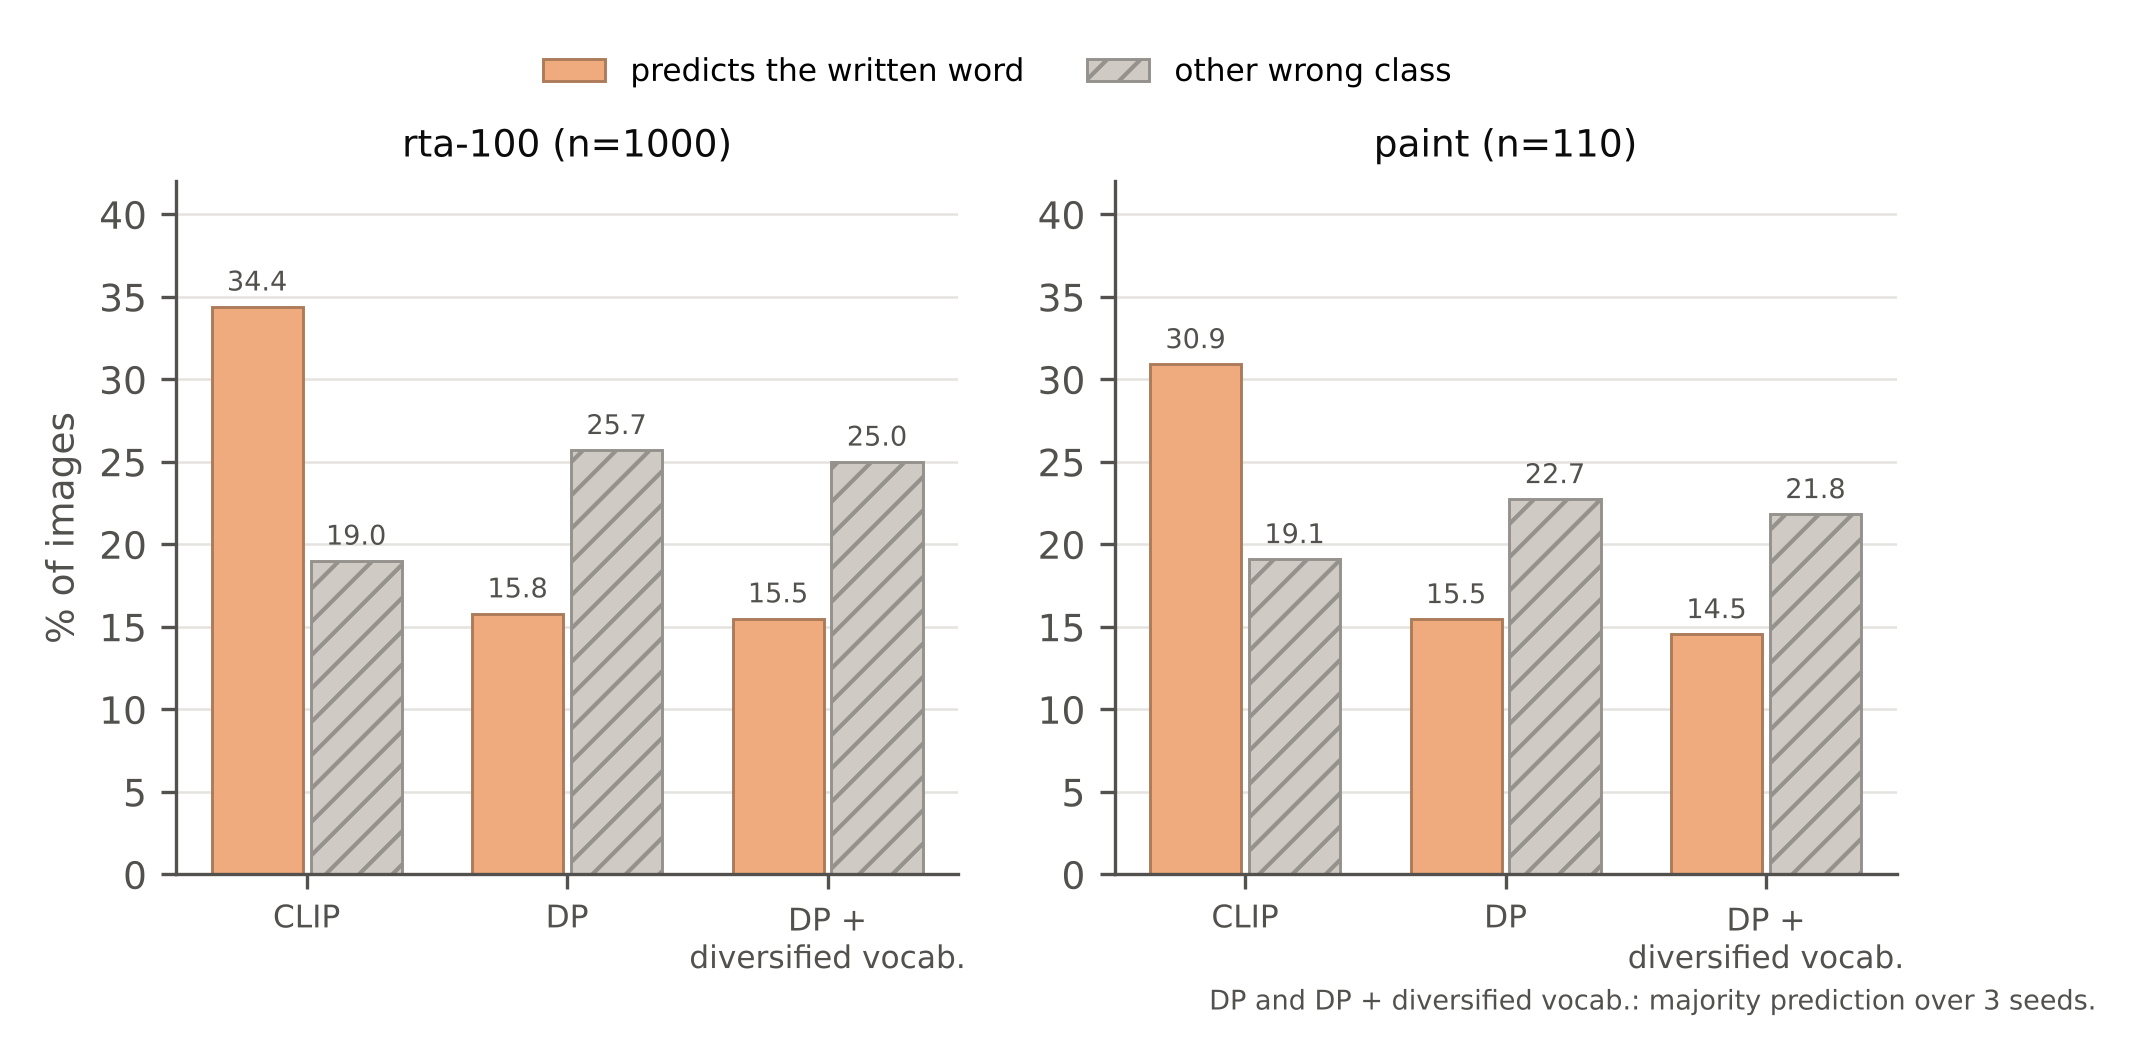 predicts the written word
other wrong class
rta-100 (n=1000)
% of images
40
35
30
25
20
15
10
5
0
34.4
19.0
15.8
25.7
15.5
25.0
CLIP
DP
DP +
diversified vocab.
paint (n=110)
40
35
30
25
20
15
10
5
0
30.9
19.1
15.5
22.7
14.5
21.8
CLIP
DP
DP +
diversified vocab.
DP and DP + diversified vocab.: majority prediction over 3 seeds.